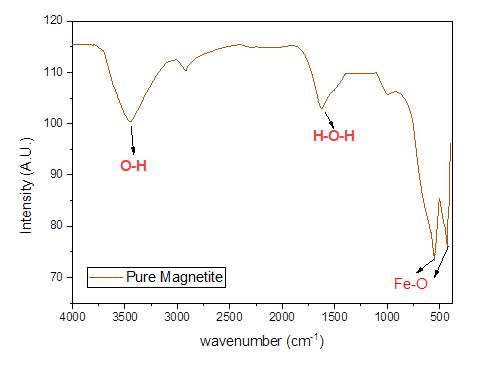 120
110
100
90
80
70
Intensity (A.U.)
O-H
H-O-H
Fe-O
Pure Magnetite
4000 3500 3000 2500 2000 1500 1000 500
wavenumber (cm⁻¹)